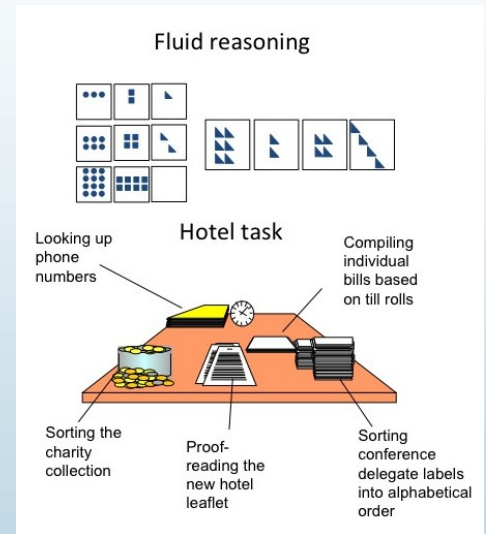 Fluid reasoning
Hotel task
Looking up
phone
numbers
Compiling
individual
bills based
on till rolls
Sorting the
charity
collection
Proof-
reading the
new hotel
leaflet
Sorting
conference
delegate labels
into alphabetical
order